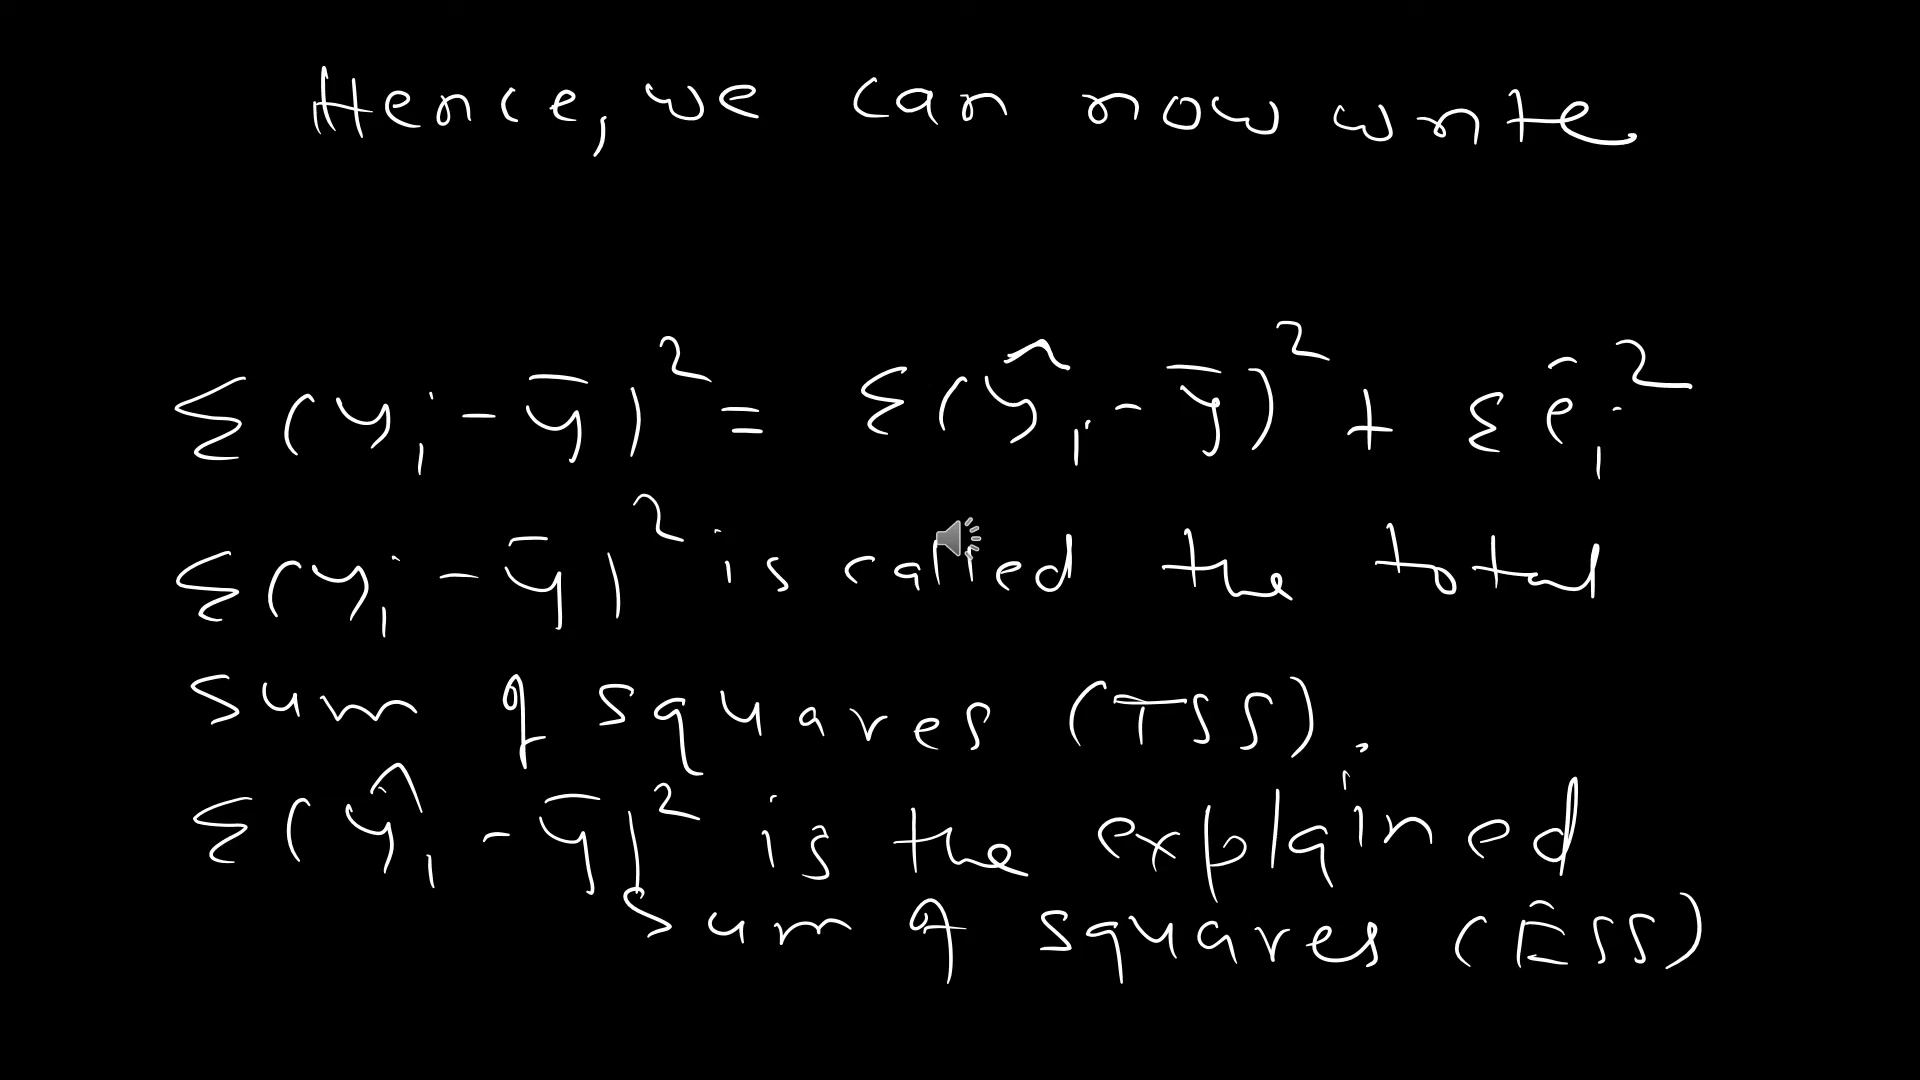 Hence, we can now write
Σ(yᵢ - ȳ)² = Σ(ŷᵢ - ȳ)² + Σêᵢ²
Σ(yᵢ - ȳ)² is called the total
sum of squares (TSS).
Σ(ŷᵢ - ȳ)² is the explained
sum of squares (ESS)